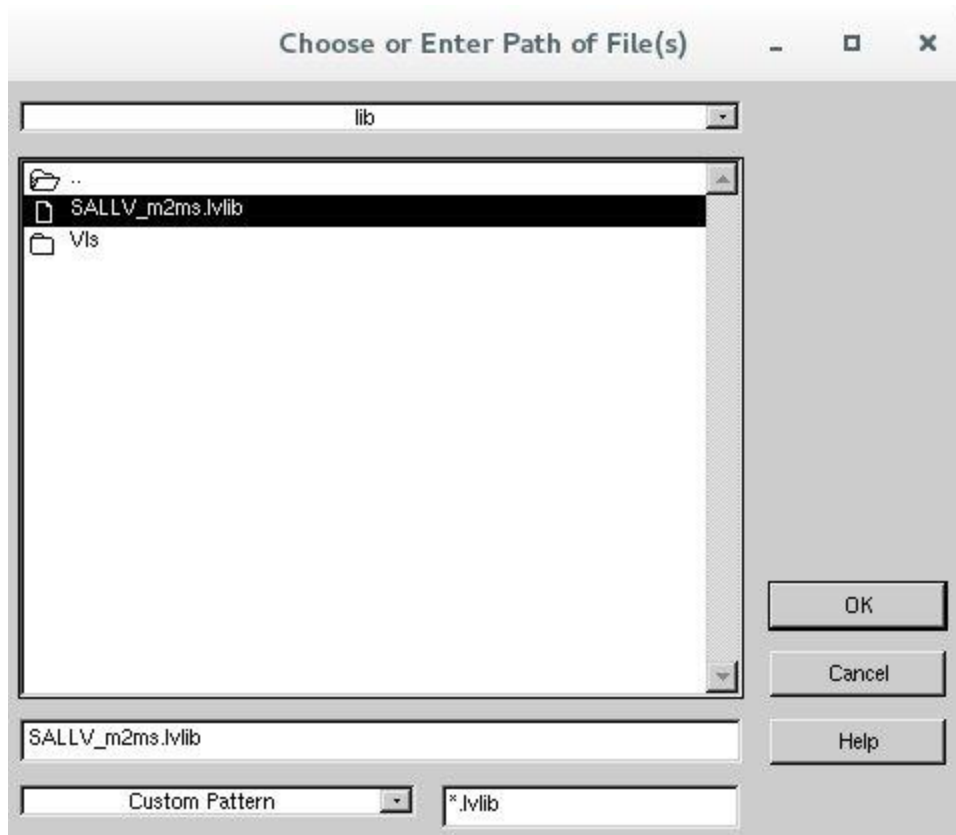 Choose or Enter Path of File(s)
lib
..
SALLV_m2ms.lvlib
VIs
OK
Cancel
SALLV_m2ms.lvlib
Help
Custom Pattern
*.lvlib